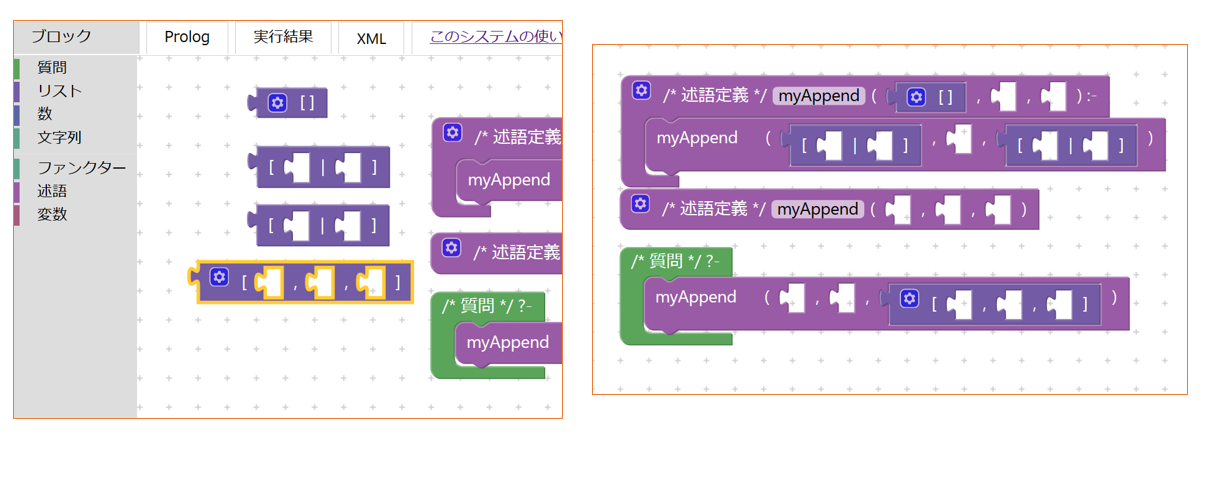 ブロック
Prolog
実行結果
XML
このシステムの使い
質問
リスト
数
文字列
ファンクター
述語
変数
[]
[ | ]
[ | ]
[ , , ]
/* 述語定義
myAppend
/* 述語定義
/* 質問 */ ?-
myAppend
/* 述語定義 */ myAppend ( [] , , ) :-
myAppend ( [ | ] , , [ | ] )
/* 述語定義 */ myAppend ( , , )
/* 質問 */ ?-
myAppend ( , , [ , , ] )